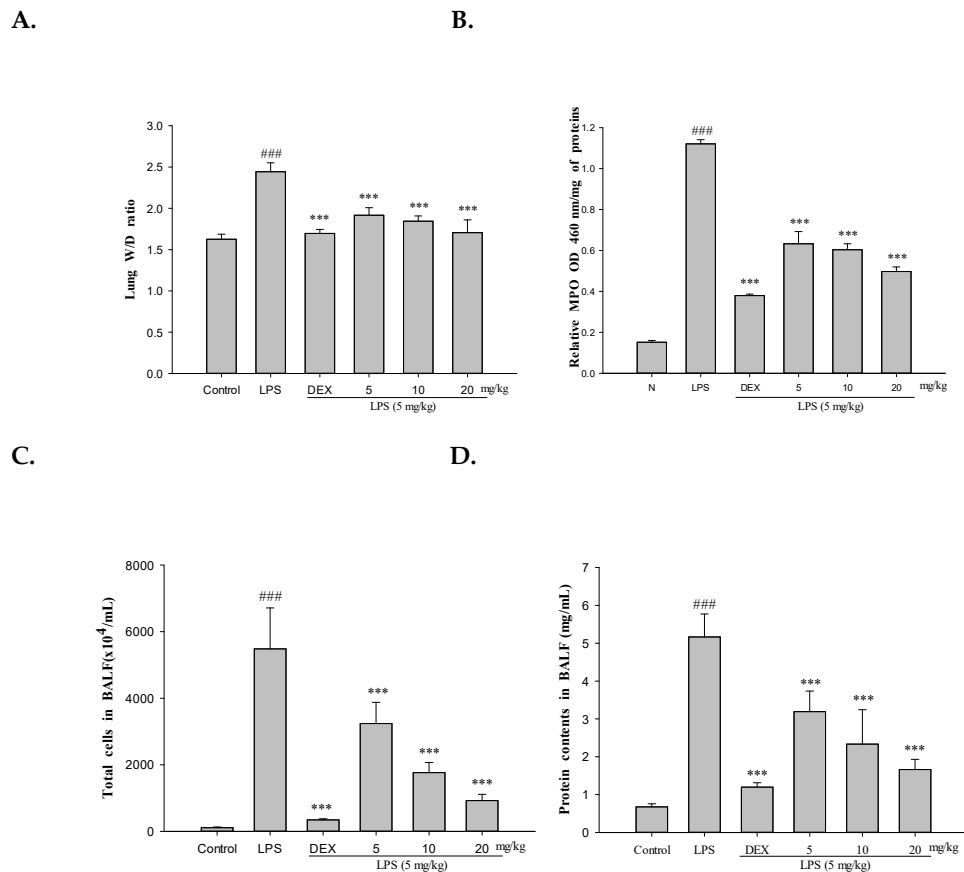 A.
B.
Lung W/D ratio
3.0
2.5
2.0
1.5
1.0
0.5
0.0
###
***
***
***
***
Control LPS DEX 5 10 20 mg/kg
LPS (5 mg/kg)
Relative MPO OD 460 nm/mg of proteins
1.2
1.0
0.8
0.6
0.4
0.2
0.0
###
***
***
***
***
N LPS DEX 5 10 20 mg/kg
LPS (5 mg/kg)
C.
D.
Total cells in BALF(x10⁴/mL)
8000
6000
4000
2000
0
###
***
***
***
***
Control LPS DEX 5 10 20 mg/kg
LPS (5 mg/kg)
Protein contents in BALF (mg/mL)
7
6
5
4
3
2
1
0
###
***
***
***
***
Control LPS DEX 5 10 20 mg/kg
LPS (5 mg/kg)